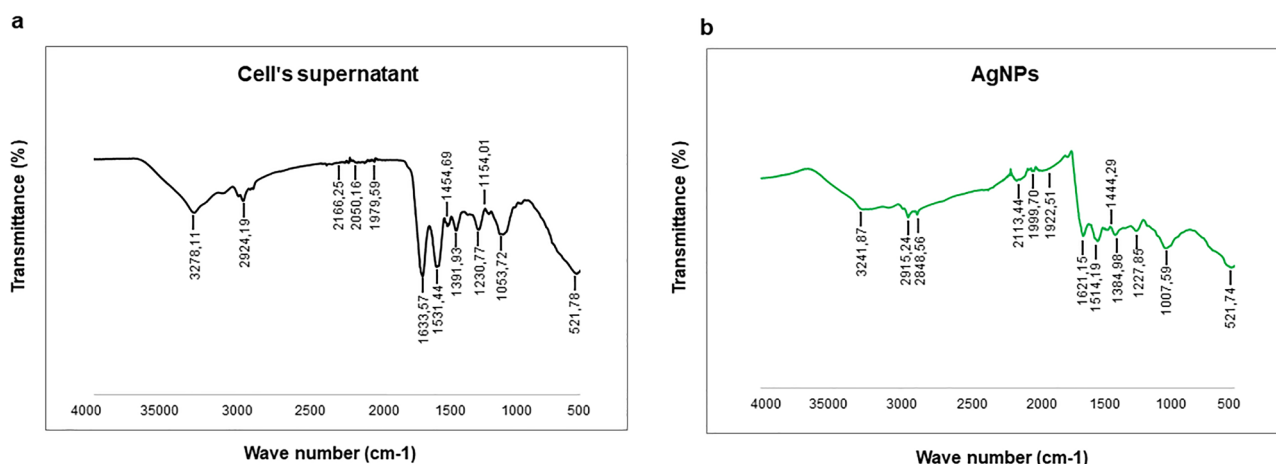 a
Cell's supernatant
Transmittance (%)
3278,11
2924,19
2166,25
2050,16
1979,59
1633,57
1531,44
1454,69
1391,93
1230,77
1154,01
1053,72
521,78
4000 35000 3000 2500 2000 1500 1000 500
Wave number (cm-1)
b
AgNPs
Transmittance (%)
3241,87
2915,24
2848,56
2113,44
1999,70
1922,51
1621,15
1514,19
1444,29
1384,98
1227,85
1007,59
521,74
4000 35000 3000 2500 2000 1500 1000 500
Wave number (cm-1)